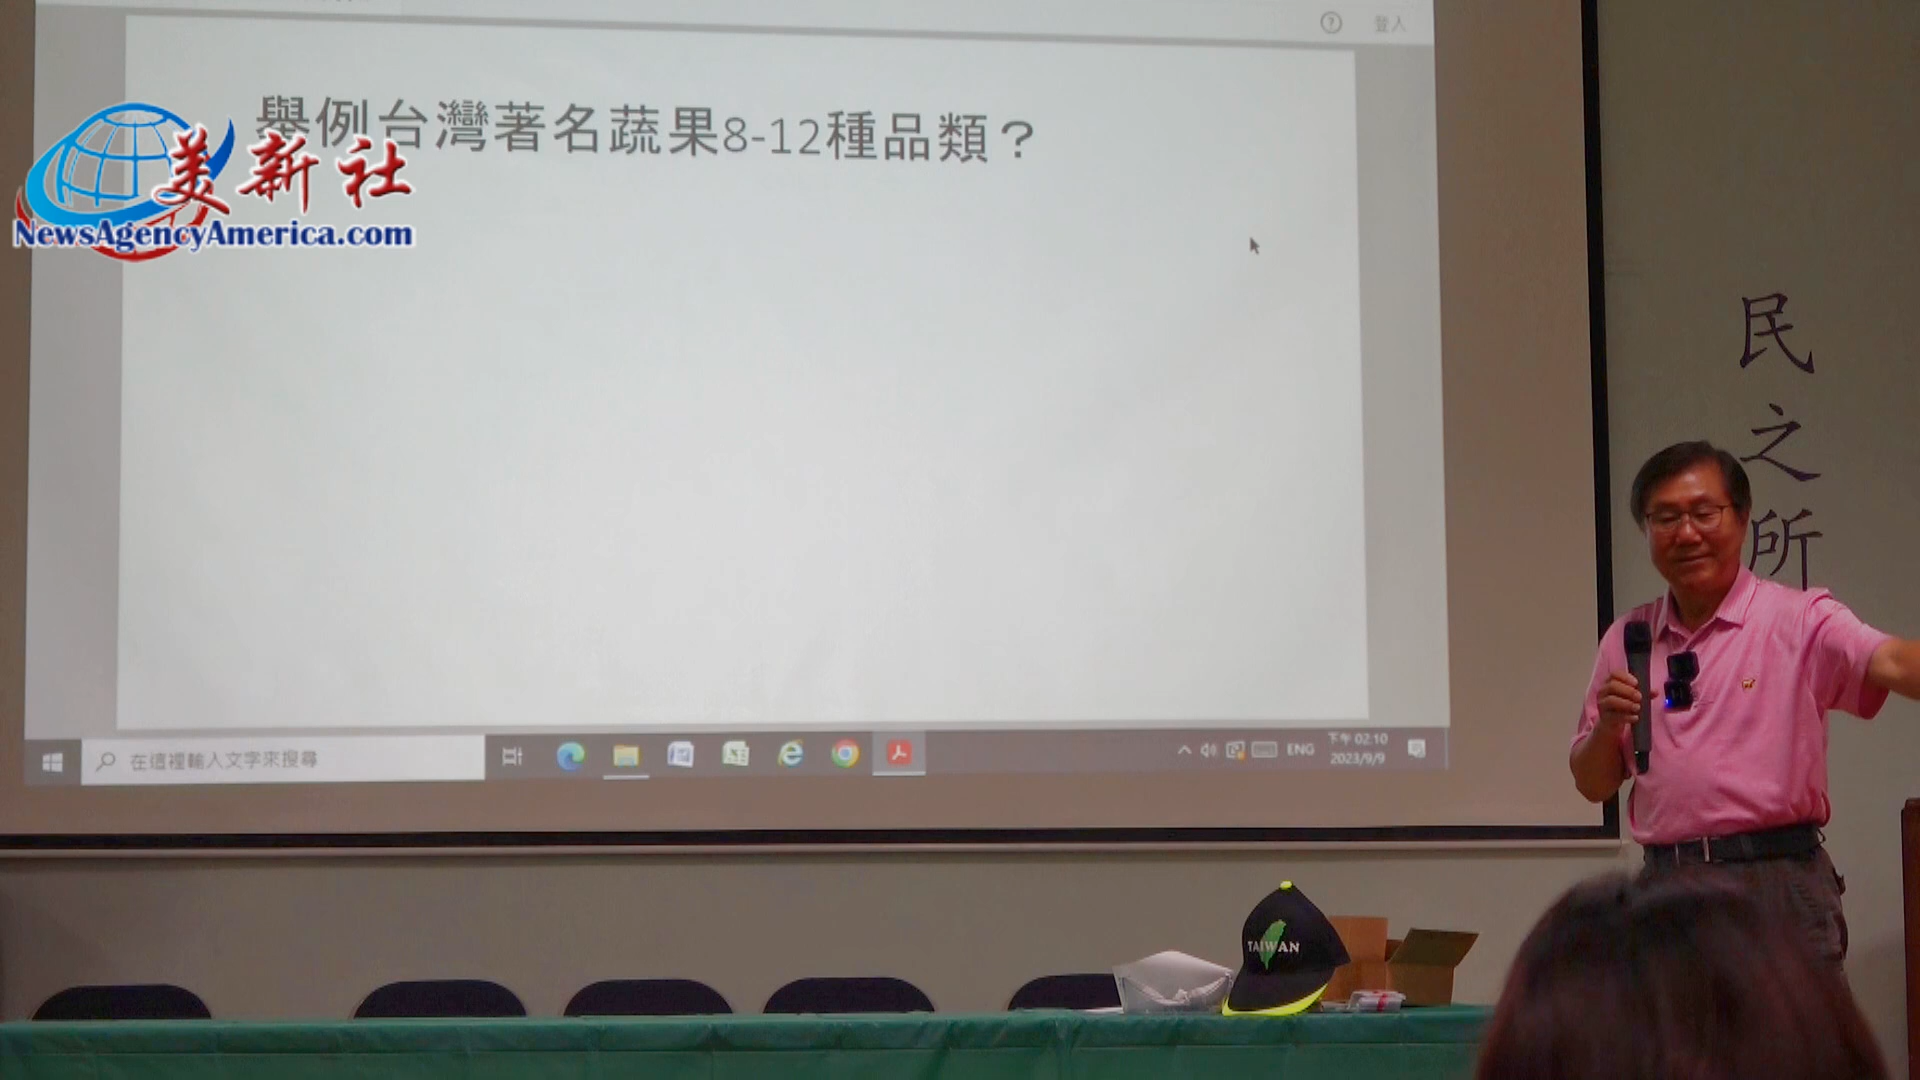 登入
舉例台灣著名蔬果8-12種品類？
美新社
NewsAgencyAmerica.com
民之所
在這裡輸入文字來搜尋
ENG
下午 02:10
2023/9/9
TAIWAN